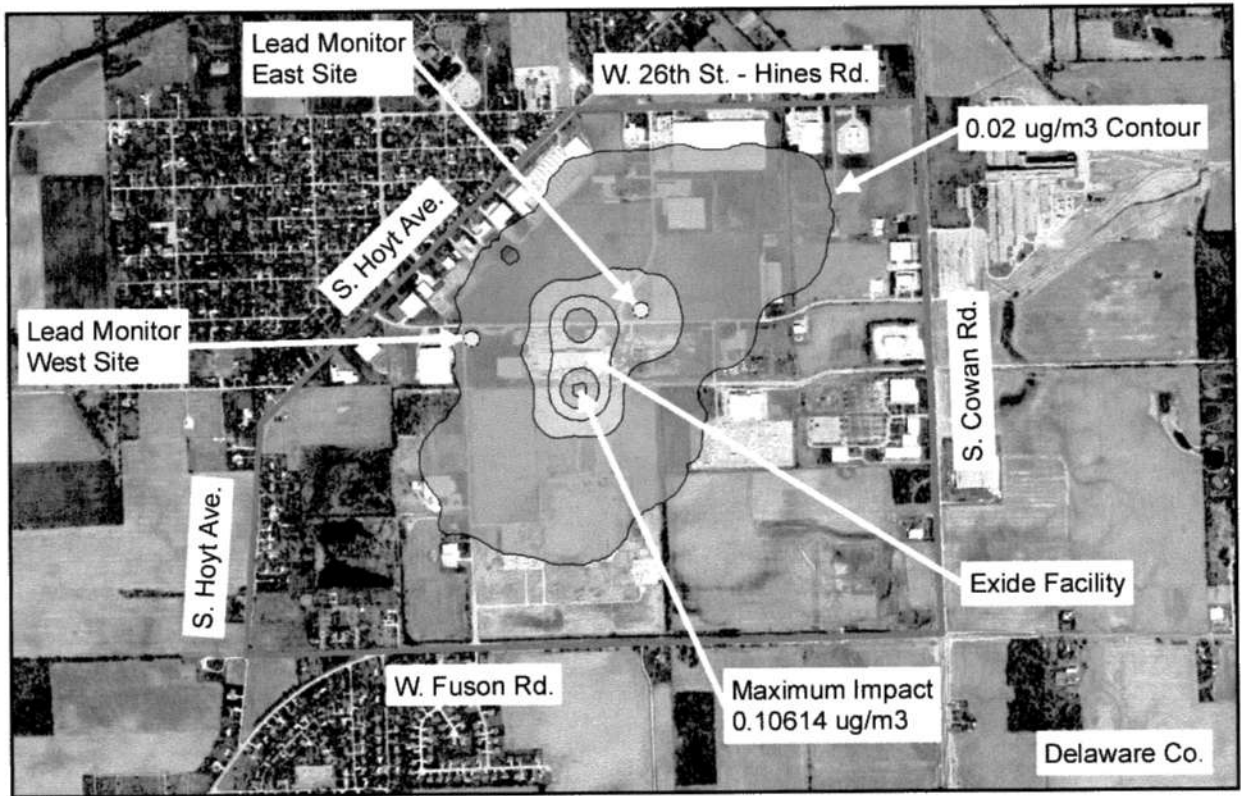 Lead Monitor
East Site
W. 26th St. - Hines Rd.
0.02 ug/m3 Contour
S. Hoyt Ave.
Lead Monitor
West Site
S. Cowan Rd.
S. Hoyt Ave.
Exide Facility
W. Fuson Rd.
Maximum Impact
0.10614 ug/m3
Delaware Co.